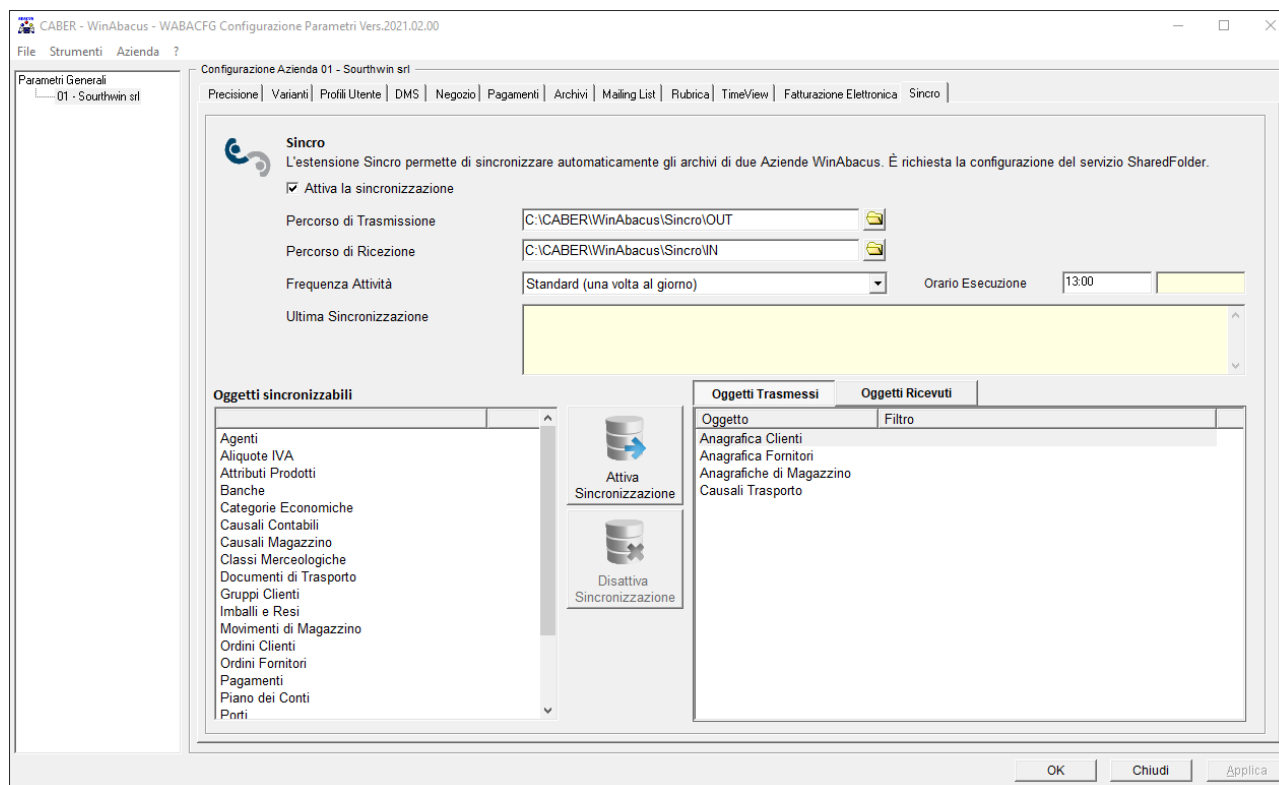 CABER - WinAbacus - WABACFG Configurazione Parametri Vers.2021.02.00
File Strumenti Azienda ?
Parametri Generali
01 - Sourthwin srl
Configurazione Azienda 01 - Sourthwin srl
Precisione Varianti Profili Utente DMS Negozio Pagamenti Archivi Mailing List Rubrica TimeView Fatturazione Elettronica Sincro
Sincro
L'estensione Sincro permette di sincronizzare automaticamente gli archivi di due Aziende WinAbacus. È richiesta la configurazione del servizio SharedFolder.
Attiva la sincronizzazione
Percorso di Trasmissione C:\CABER\WinAbacus\Sincro\OUT
Percorso di Ricezione C:\CABER\WinAbacus\Sincro\IN
Frequenza Attività Standard (una volta al giorno) Orario Esecuzione 13:00
Ultima Sincronizzazione
Oggetti sincronizzabili
Agenti
Aliquote IVA
Attributi Prodotti
Banche
Categorie Economiche
Causali Contabili
Causali Magazzino
Classi Merceologiche
Documenti di Trasporto
Gruppi Clienti
Imballi e Resi
Movimenti di Magazzino
Ordini Clienti
Ordini Fornitori
Pagamenti
Piano dei Conti
Porti
Attiva
Sincronizzazione
Disattiva
Sincronizzazione
Oggetti Trasmessi Oggetti Ricevuti
Oggetto Filtro
Anagrafica Clienti
Anagrafica Fornitori
Anagrafiche di Magazzino
Causali Trasporto
OK Chiudi Applica